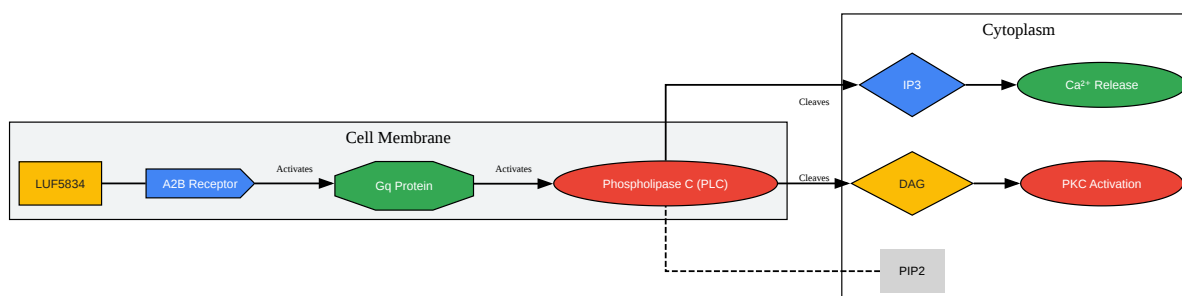 Cytoplasm
IP3
Ca²⁺ Release
Cleaves
Cell Membrane
LUF5834
A2B Receptor
Activates
Gq Protein
Activates
Phospholipase C (PLC)
Cleaves
DAG
PKC Activation
PIP2